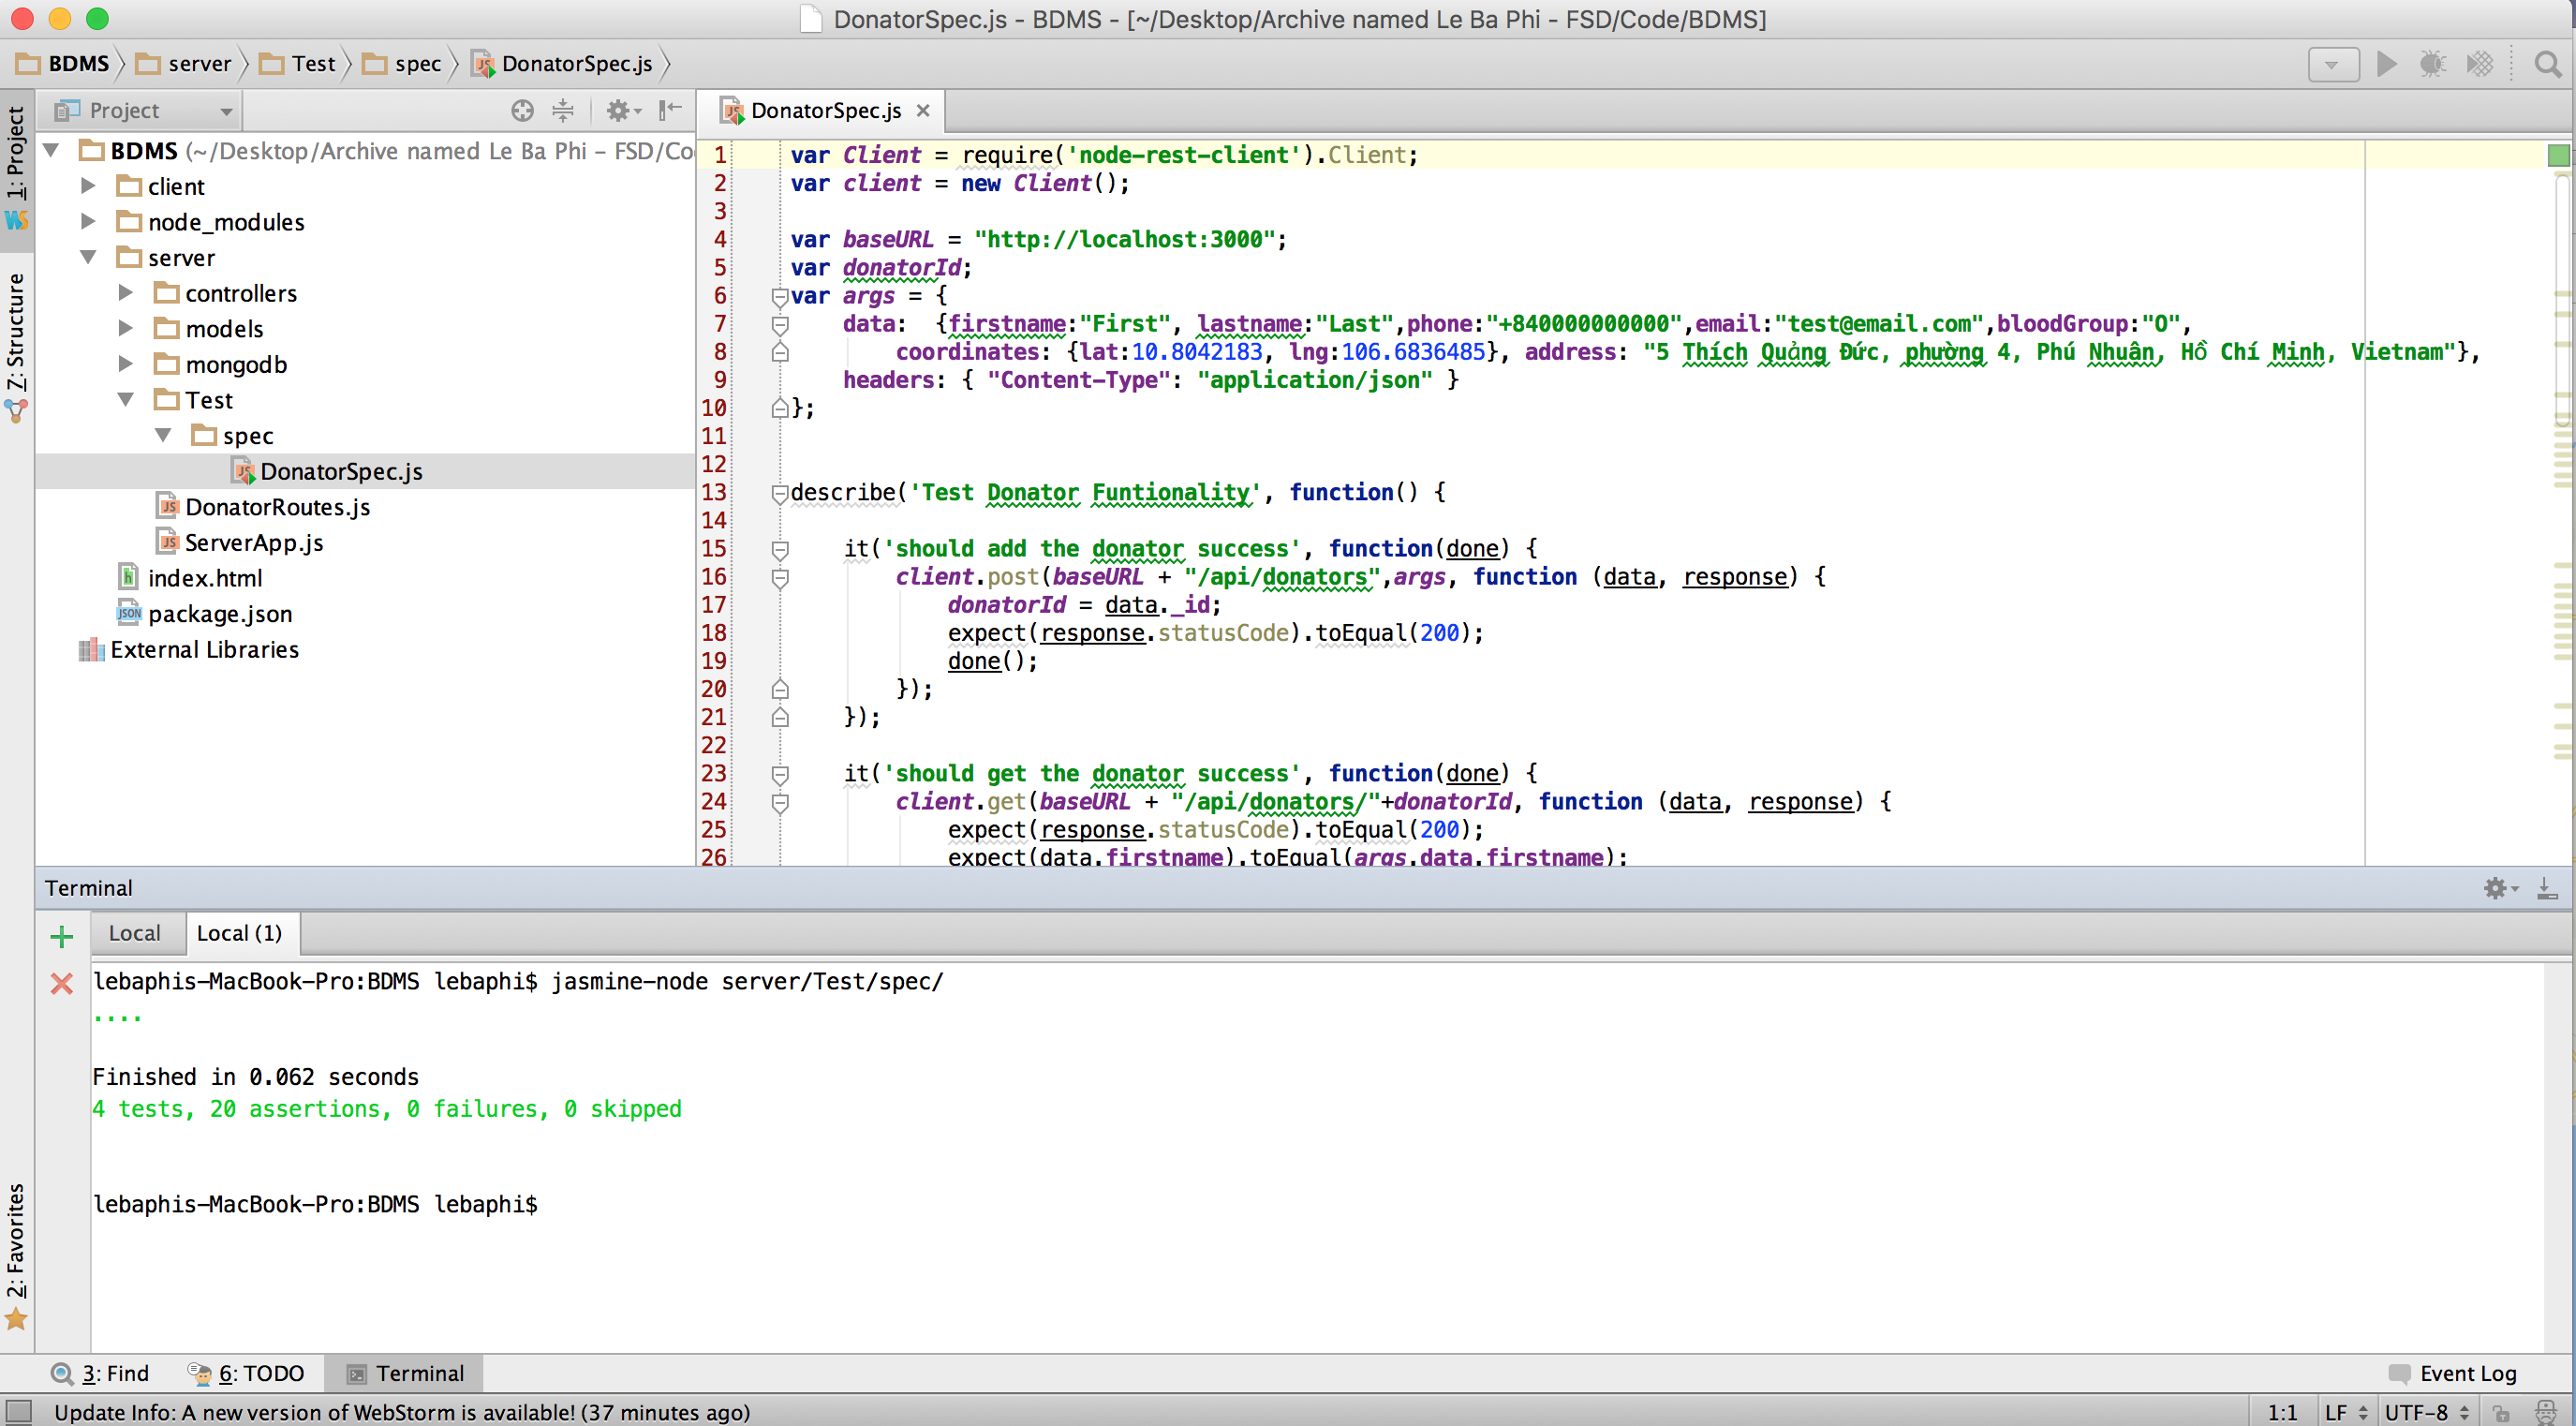 DonatorSpec.js - BDMS - [~/Desktop/Archive named Le Ba Phi - FSD/Code/BDMS]
BDMS server Test spec DonatorSpec.js
1: Project
7: Structure
2: Favorites
Project
BDMS (~/Desktop/Archive named Le Ba Phi - FSD/Co
client
node_modules
server
controllers
models
mongodb
Test
spec
DonatorSpec.js
DonatorRoutes.js
ServerApp.js
index.html
package.json
External Libraries
DonatorSpec.js
1 var Client = require('node-rest-client').Client;
2 var client = new Client();
3
4 var baseURL = "http://localhost:3000";
5 var donatorId;
6 var args = {
7 data: {firstname:"First", lastname:"Last",phone:"+840000000000",email:"test@email.com",bloodGroup:"O",
8 coordinates: {lat:10.8042183, lng:106.6836485}, address: "5 Thích Quảng Đức, phường 4, Phú Nhuận, Hồ Chí Minh, Vietnam"},
9 headers: { "Content-Type": "application/json" }
10 };
11
12
13 describe('Test Donator Funtionality', function() {
14
15 it('should add the donator success', function(done) {
16 client.post(baseURL + "/api/donators",args, function (data, response) {
17 donatorId = data._id;
18 expect(response.statusCode).toEqual(200);
19 done();
20 });
21 });
22
23 it('should get the donator success', function(done) {
24 client.get(baseURL + "/api/donators/"+donatorId, function (data, response) {
25 expect(response.statusCode).toEqual(200);
26 expect(data.firstname).toEqual(args.data.firstname);
Terminal
Local Local (1)
lebaphis-MacBook-Pro:BDMS lebaphi$ jasmine-node server/Test/spec/
....
Finished in 0.062 seconds
4 tests, 20 assertions, 0 failures, 0 skipped
lebaphis-MacBook-Pro:BDMS lebaphi$
3: Find 6: TODO Terminal Event Log
Update Info: A new version of WebStorm is available! (37 minutes ago) 1:1 LF UTF-8